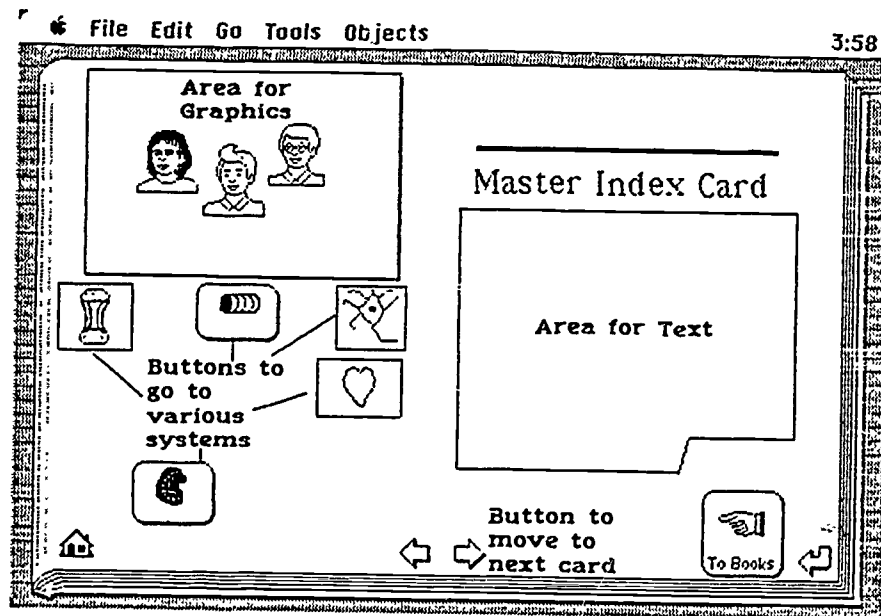 r
File Edit Go Tools Objects
3:58
Area for
Graphics
Master Index Card
Area for Text
Buttons to
go to
various
systems
Button to
move to
next card
To Books